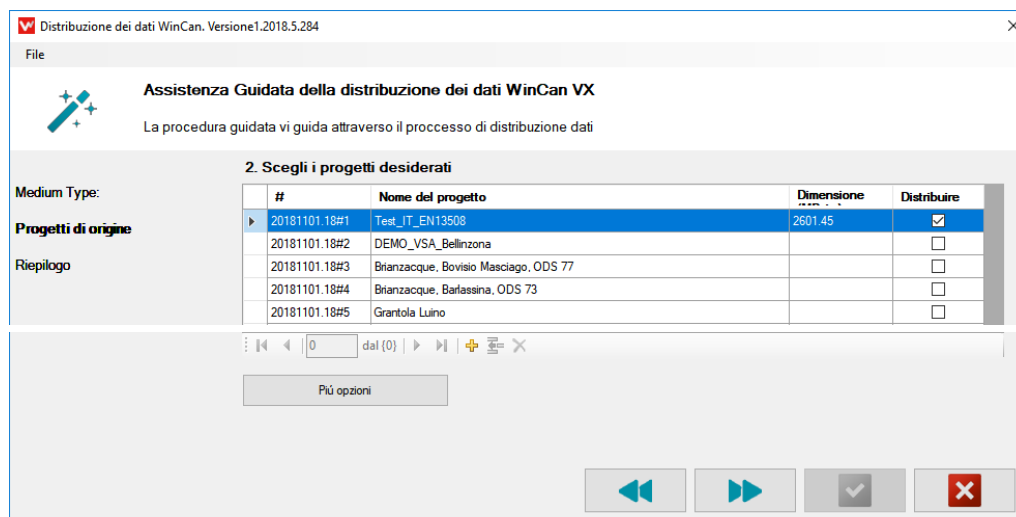 Distribuzione dei dati WinCan. Versione1.2018.5.284
File
Assistenza Guidata della distribuzione dei dati WinCan VX
La procedura guidata vi guida attraverso il proccesso di distribuzione dati
2. Scegli i progetti desiderati
Medium Type:
Progetti di origine
Riepilogo
# Nome del progetto Dimensione Distribuire
20181101.18#1 Test_IT_EN13508 2601.45
20181101.18#2 DEMO_VSA_Bellinzona
20181101.18#3 Brianzacque, Bovisio Masciago, ODS 77
20181101.18#4 Brianzacque, Barlassina, ODS 73
20181101.18#5 Grantola Luino
0 dal {0}
Piú opzioni